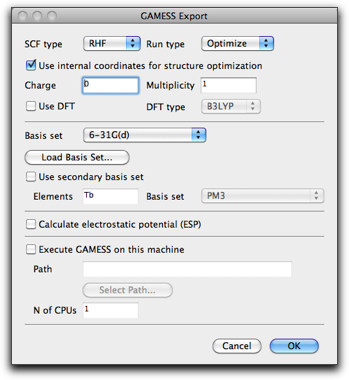 GAMESS Export
SCF type RHF Run type Optimize
Use internal coordinates for structure optimization
Charge 0 Multiplicity 1
Use DFT DFT type B3LYP
Basis set 6-31G(d)
Load Basis Set...
Use secondary basis set
Elements Tb Basis set PM3
Calculate electrostatic potential (ESP)
Execute GAMESS on this machine
Path
Select Path...
N of CPUs 1
Cancel OK